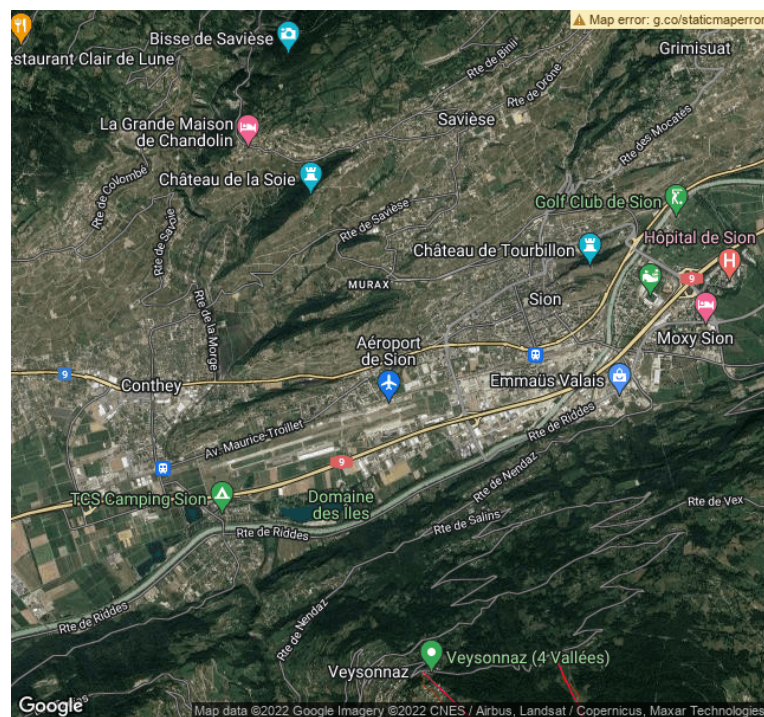 Map error: g.co/staticmaperror
Bisse de Savièse
estaurant Clair de Lune
Rte de Binii
Grimisuat
Rte de Drône
La Grande Maison
de Chandolin
Savièse
Rte des Mocatès
Château de la Soie
Rte de Colombé
Golf Club de Sion
Rte de Savièse
Rte de Savoie
Hôpital de Sion
Château de Tourbillon
MURAX
9
Sion
Rte de la Morge
Moxy Sion
Aéroport
de Sion
9
Conthey
Emmaüs Valais
Rte de Riddes
Av. Maurice-Troillet
9
Rte de Nendaz
TCS Camping Sion
Domaine
des Îles
Rte de Vex
Rte de Salins
Rte de Riddes
Rte de Riddes
Rte de Nendaz
Veysonnaz (4 Vallées)
Veysonnaz
Google
Map data ©2022 Google Imagery ©2022 CNES / Airbus, Landsat / Copernicus, Maxar Technologies